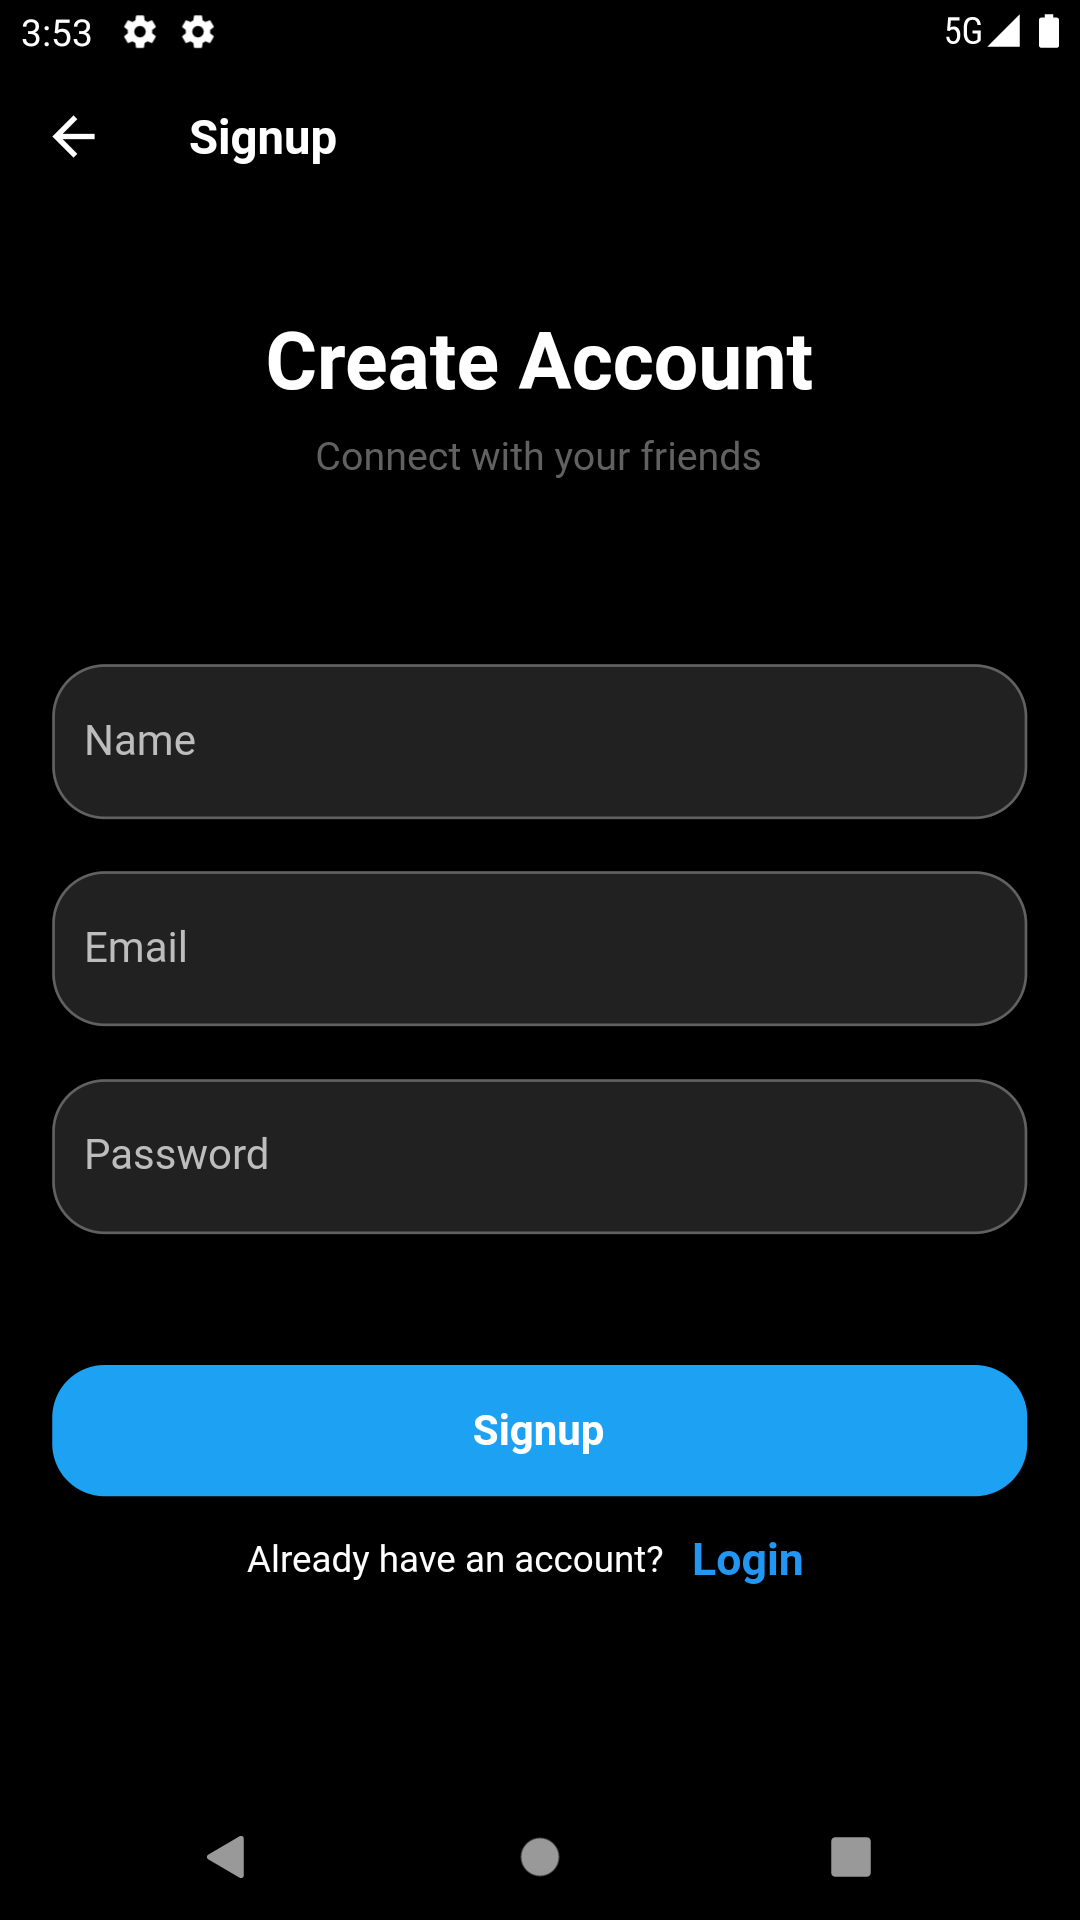 3:53 5G
Signup
Create Account
Connect with your friends
Name
Email
Password
Signup
Already have an account? Login